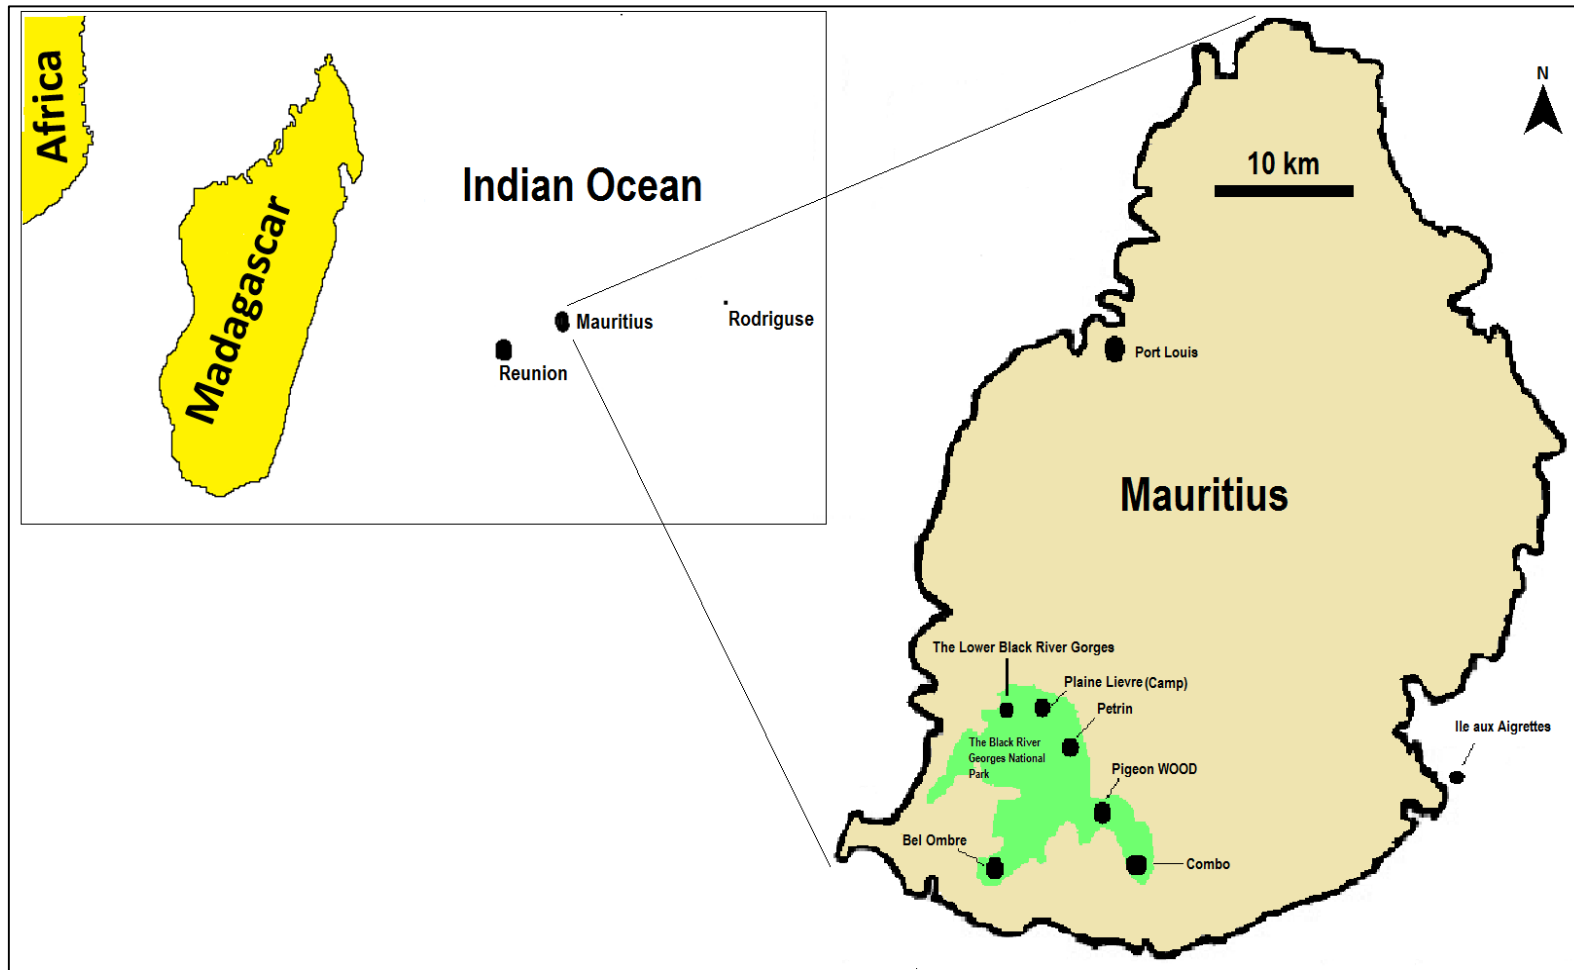 Africa
Madagascar
Indian Ocean
Mauritius
Rodriguse
Reunion
N
10 km
Port Louis
Mauritius
The Lower Black River Gorges
Plaine Lievre (Camp)
Petrin
The Black River
Georges National
Park
Pigeon WOOD
Ile aux Aigrettes
Bel Ombre
Combo